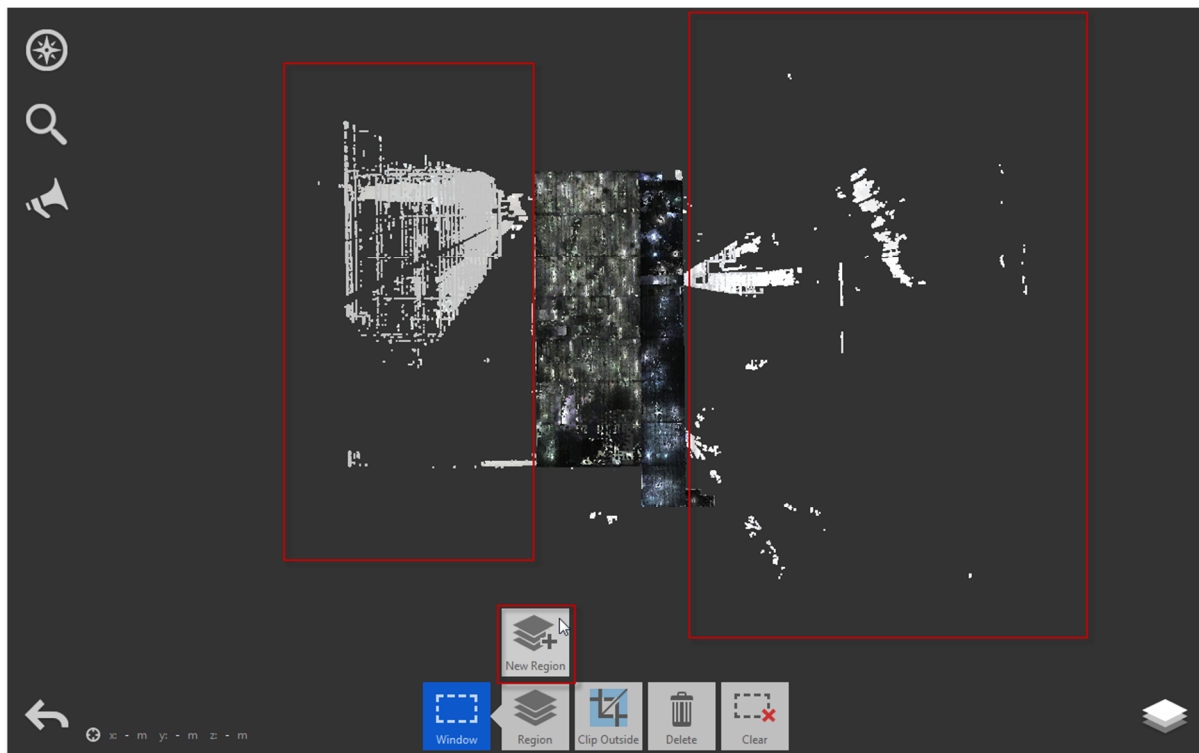 New Region
Window
Region
Clip Outside
Delete
Clear
x: - m y: - m z: - m